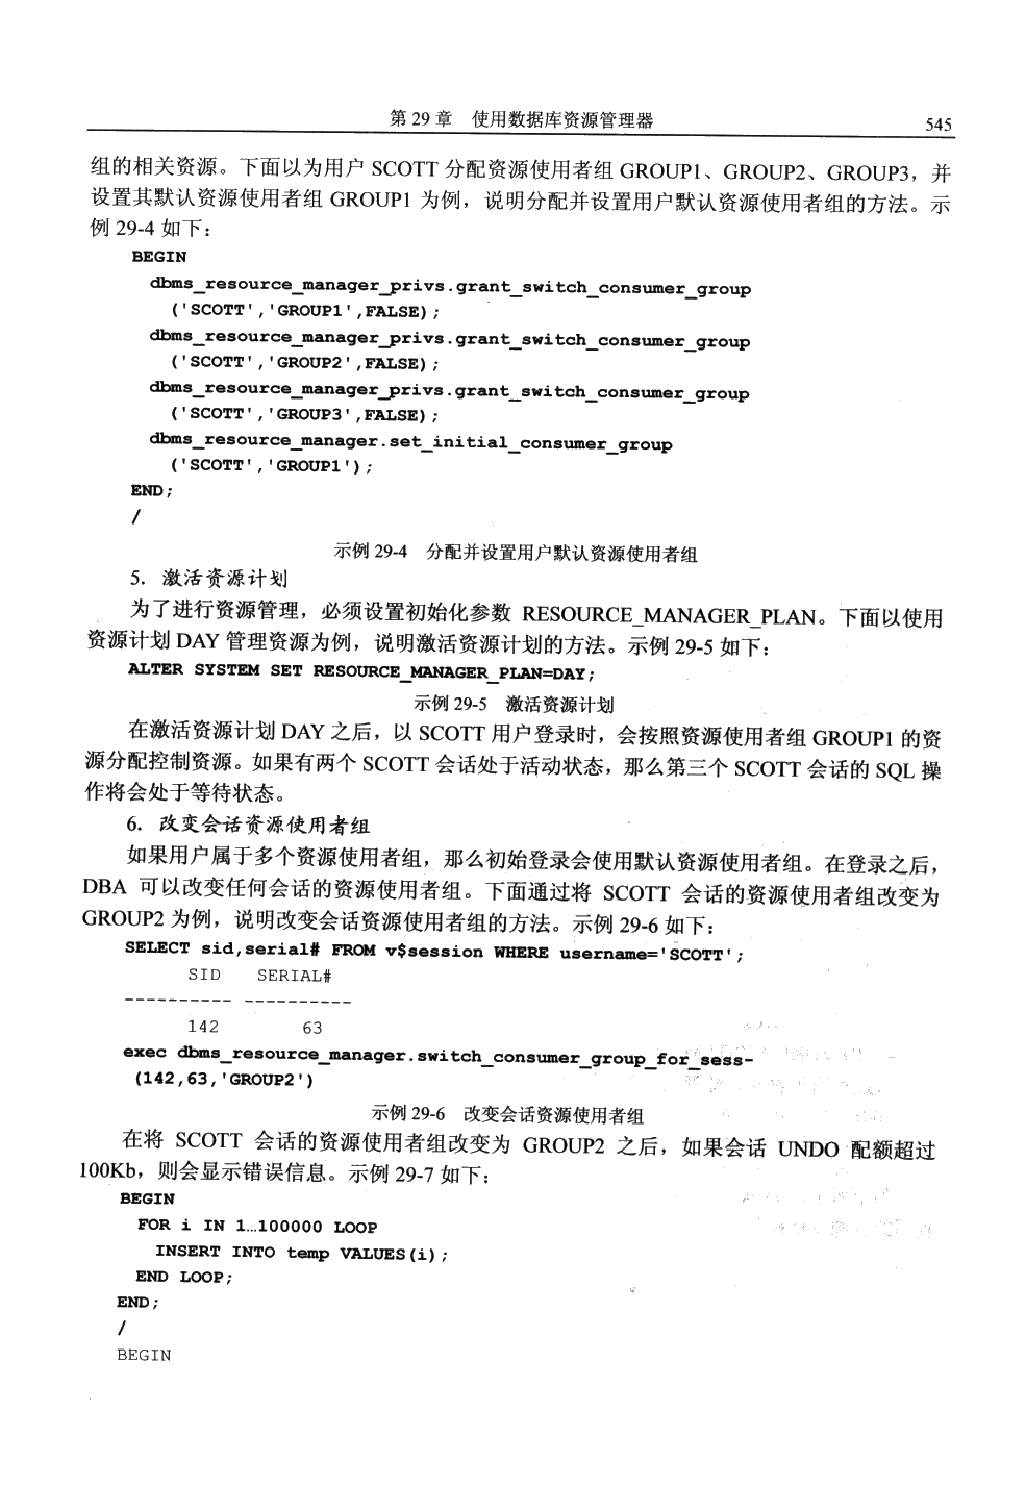 第 29 章　使用数据库资源管理器
545
组的相关资源。下面以为用户 SCOTT 分配资源使用者组 GROUP1、GROUP2、GROUP3，并
设置其默认资源使用者组 GROUP1 为例，说明分配并设置用户默认资源使用者组的方法。示
例 29-4 如下：
BEGIN
dbms_resource_manager_privs.grant_switch_consumer_group
('SCOTT','GROUP1',FALSE);
dbms_resource_manager_privs.grant_switch_consumer_group
('SCOTT','GROUP2',FALSE);
dbms_resource_manager_privs.grant_switch_consumer_group
('SCOTT','GROUP3',FALSE);
dbms_resource_manager.set_initial_consumer_group
('SCOTT','GROUP1');
END;
/
示例 29-4　分配并设置用户默认资源使用者组
5. 激活资源计划
为了进行资源管理，必须设置初始化参数 RESOURCE_MANAGER_PLAN。下面以使用
资源计划 DAY 管理资源为例，说明激活资源计划的方法。示例 29-5 如下：
ALTER SYSTEM SET RESOURCE_MANAGER_PLAN=DAY;
示例 29-5　激活资源计划
在激活资源计划 DAY 之后，以 SCOTT 用户登录时，会按照资源使用者组 GROUP1 的资
源分配控制资源。如果有两个 SCOTT 会话处于活动状态，那么第三个 SCOTT 会话的 SQL 操
作将会处于等待状态。
6. 改变会话资源使用者组
如果用户属于多个资源使用者组，那么初始登录会使用默认资源使用者组。在登录之后，
DBA 可以改变任何会话的资源使用者组。下面通过将 SCOTT 会话的资源使用者组改变为
GROUP2 为例，说明改变会话资源使用者组的方法。示例 29-6 如下：
SELECT sid,serial# FROM v$session WHERE username='SCOTT';
SID SERIAL#
---------- ----------
142 63
exec dbms_resource_manager.switch_consumer_group_for_sess-
(142,63,'GROUP2')
示例 29-6　改变会话资源使用者组
在将 SCOTT 会话的资源使用者组改变为 GROUP2 之后，如果会话 UNDO 配额超过
100Kb，则会显示错误信息。示例 29-7 如下：
BEGIN
FOR i IN 1…100000 LOOP
INSERT INTO temp VALUES(i);
END LOOP;
END;
/
BEGIN